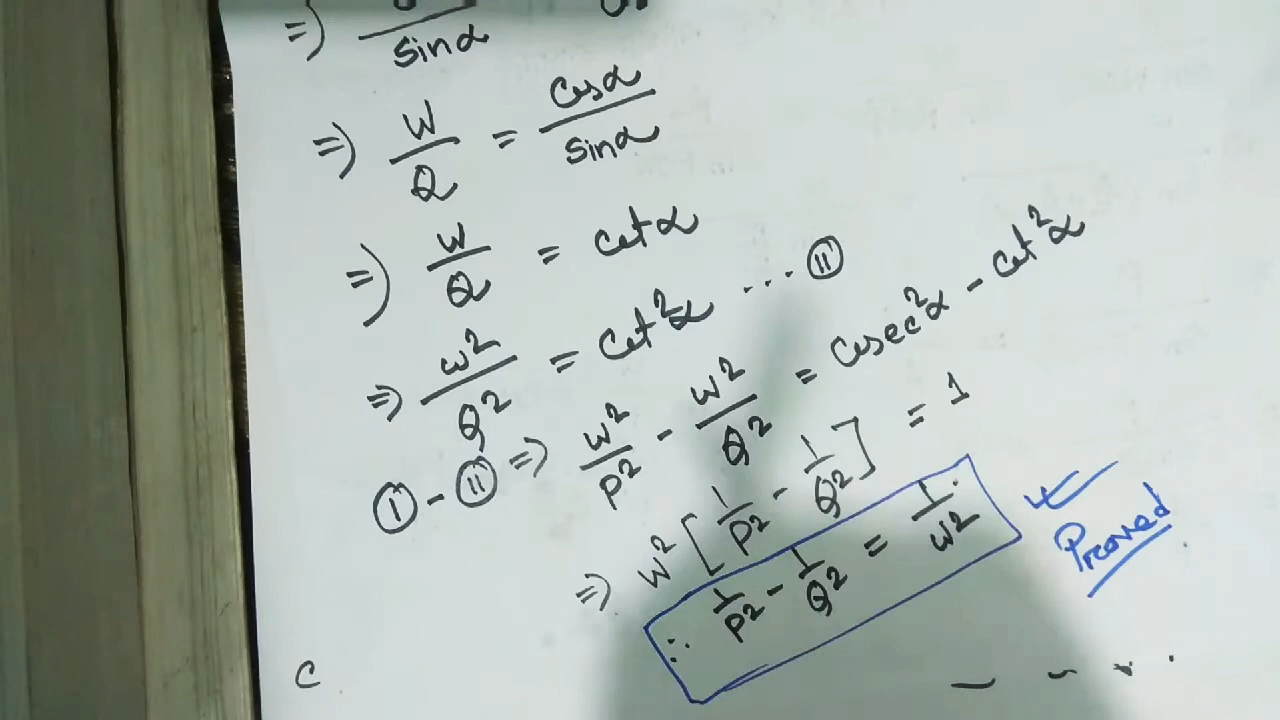 ⇒) / sinα
⇒) W/Q = Cosα/sinα
⇒) W/Q = Cotα
⇒) W²/Q² = Cot²α ... (ii)
(i) - (ii) ⇒) W²/P² - W²/Q² = Cosec²α - Cot²α
⇒) W² [1/P² - 1/Q²] = 1
∴ 1/P² - 1/Q² = 1/W².
Proved
C